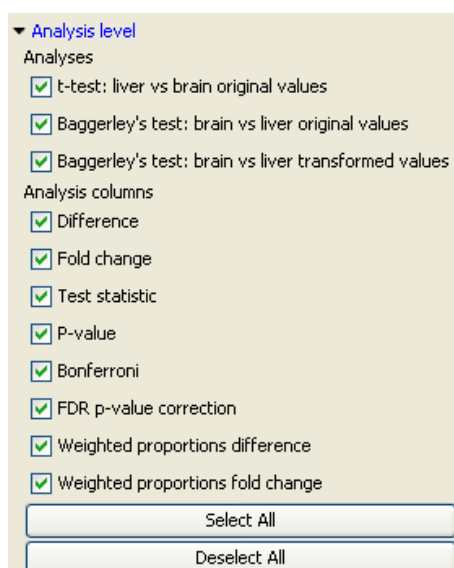 Analysis level
Analyses
t-test: liver vs brain original values
Baggerley's test: brain vs liver original values
Baggerley's test: brain vs liver transformed values
Analysis columns
Difference
Fold change
Test statistic
P-value
Bonferroni
FDR p-value correction
Weighted proportions difference
Weighted proportions fold change
Select All
Deselect All